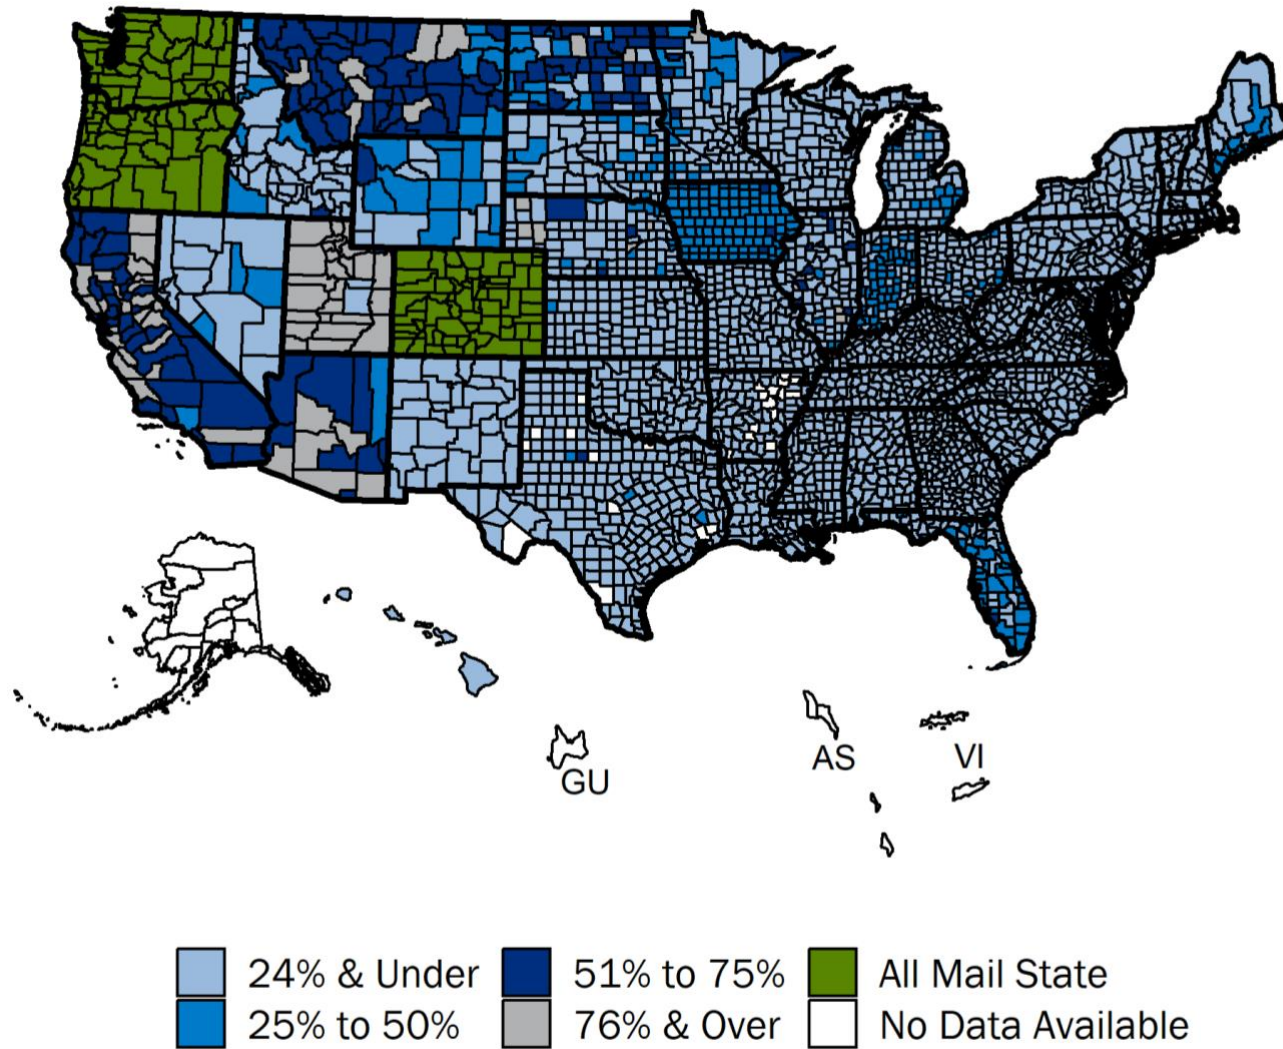 GU
AS
VI
24% & Under
51% to 75%
All Mail State
25% to 50%
76% & Over
No Data Available